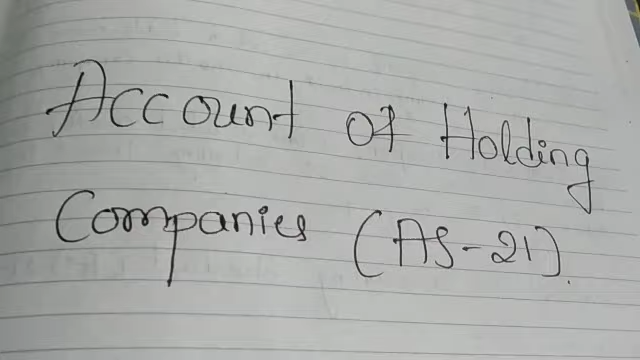 Account of Holding
Companies (AS-21).